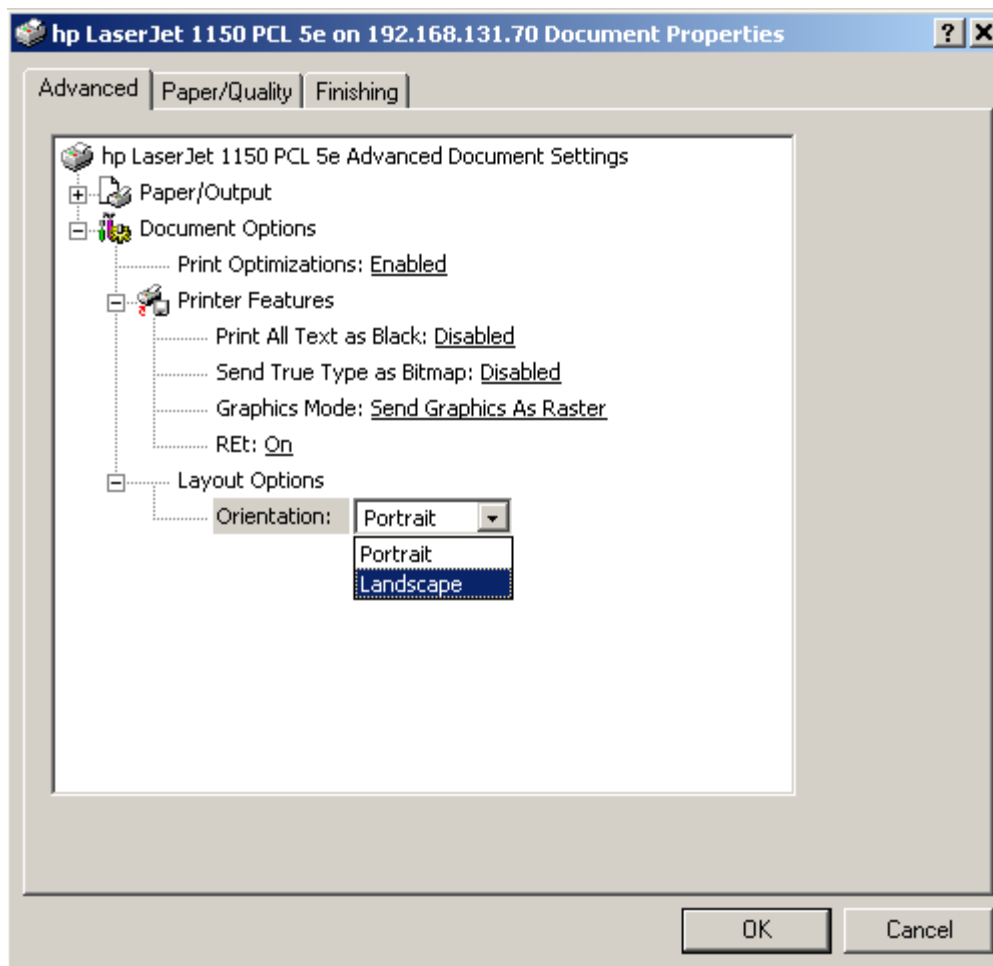 hp LaserJet 1150 PCL 5e on 192.168.131.70 Document Properties
Advanced Paper/Quality Finishing
hp LaserJet 1150 PCL 5e Advanced Document Settings
Paper/Output
Document Options
Print Optimizations: Enabled
Printer Features
Print All Text as Black: Disabled
Send True Type as Bitmap: Disabled
Graphics Mode: Send Graphics As Raster
REt: On
Layout Options
Orientation: Portrait
Portrait
Landscape
OK Cancel